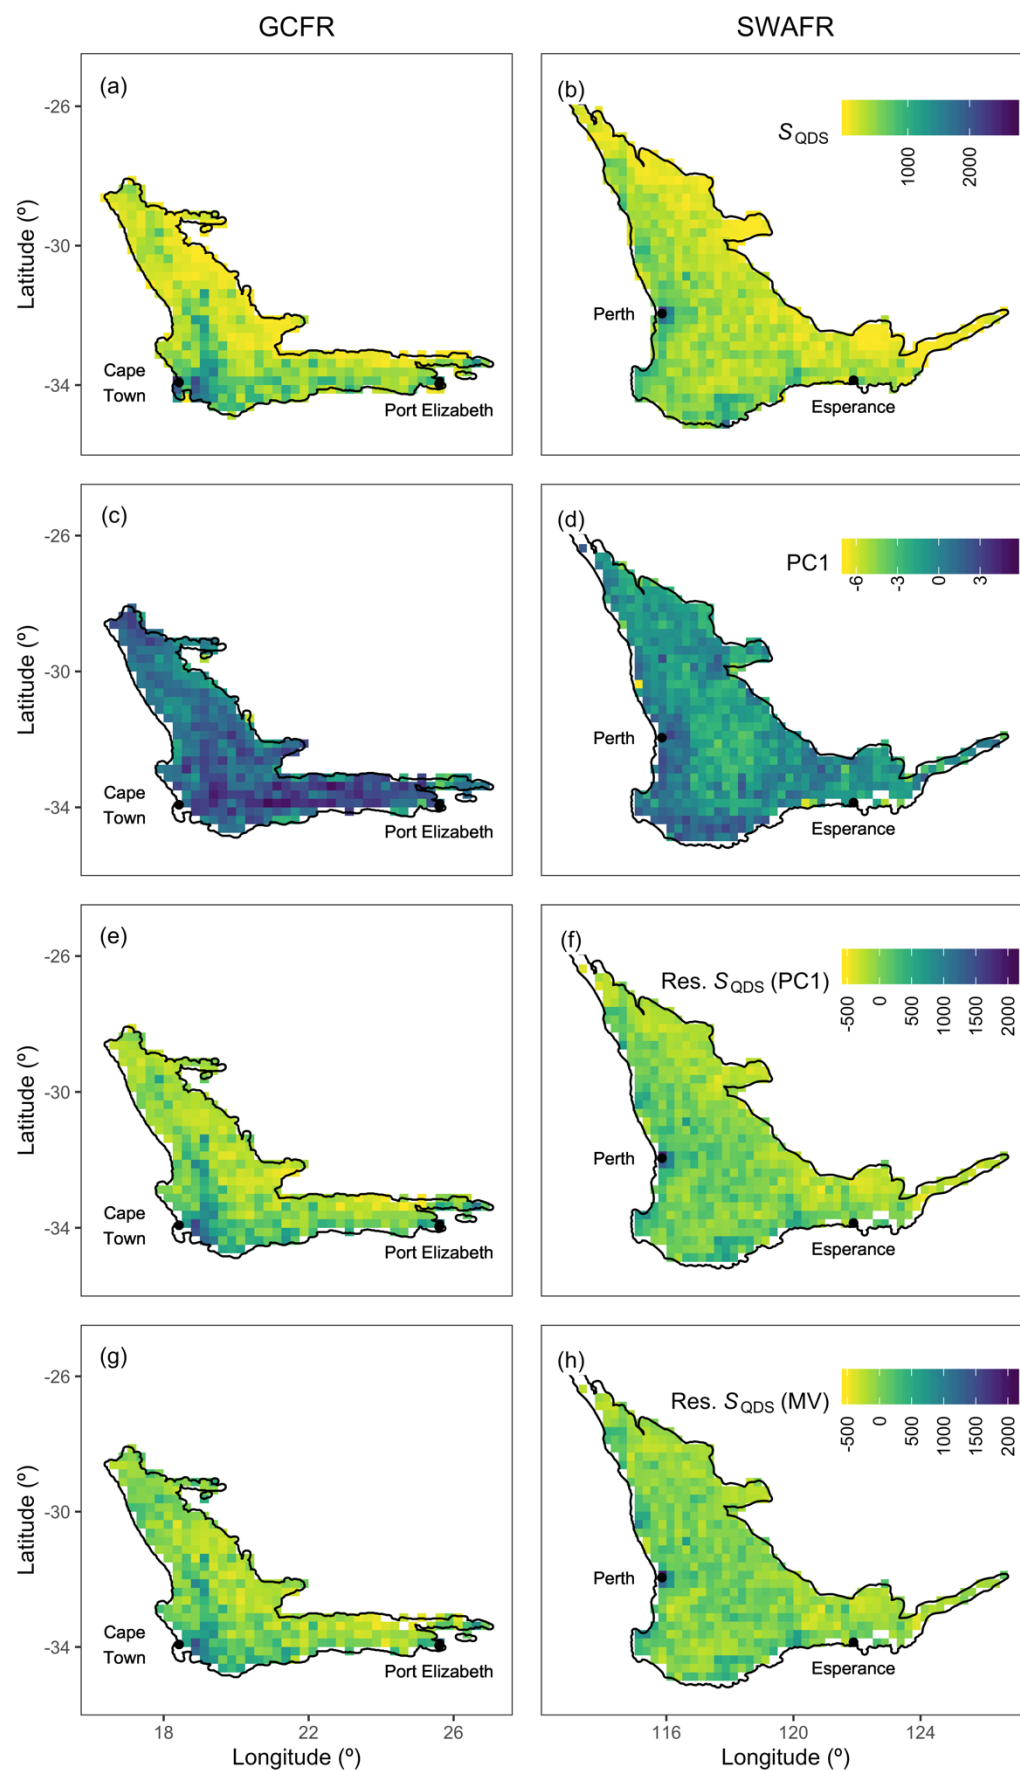 GCFR
SWAFR
(a)
(b)
S QDS
1000
2000
-26
-30
-34
Latitude (º)
Cape
Town
Port Elizabeth
Perth
Esperance
(c)
(d)
PC1
-6
-3
0
3
-26
-30
-34
Latitude (º)
Cape
Town
Port Elizabeth
Perth
Esperance
(e)
(f)
Res. S QDS (PC1)
-500
0
500
1000
1500
2000
-26
-30
-34
Latitude (º)
Cape
Town
Port Elizabeth
Perth
Esperance
(g)
(h)
Res. S QDS (MV)
-500
0
500
1000
1500
2000
-26
-30
-34
Latitude (º)
Cape
Town
Port Elizabeth
Perth
Esperance
18
22
26
116
120
124
Longitude (º)
Longitude (º)